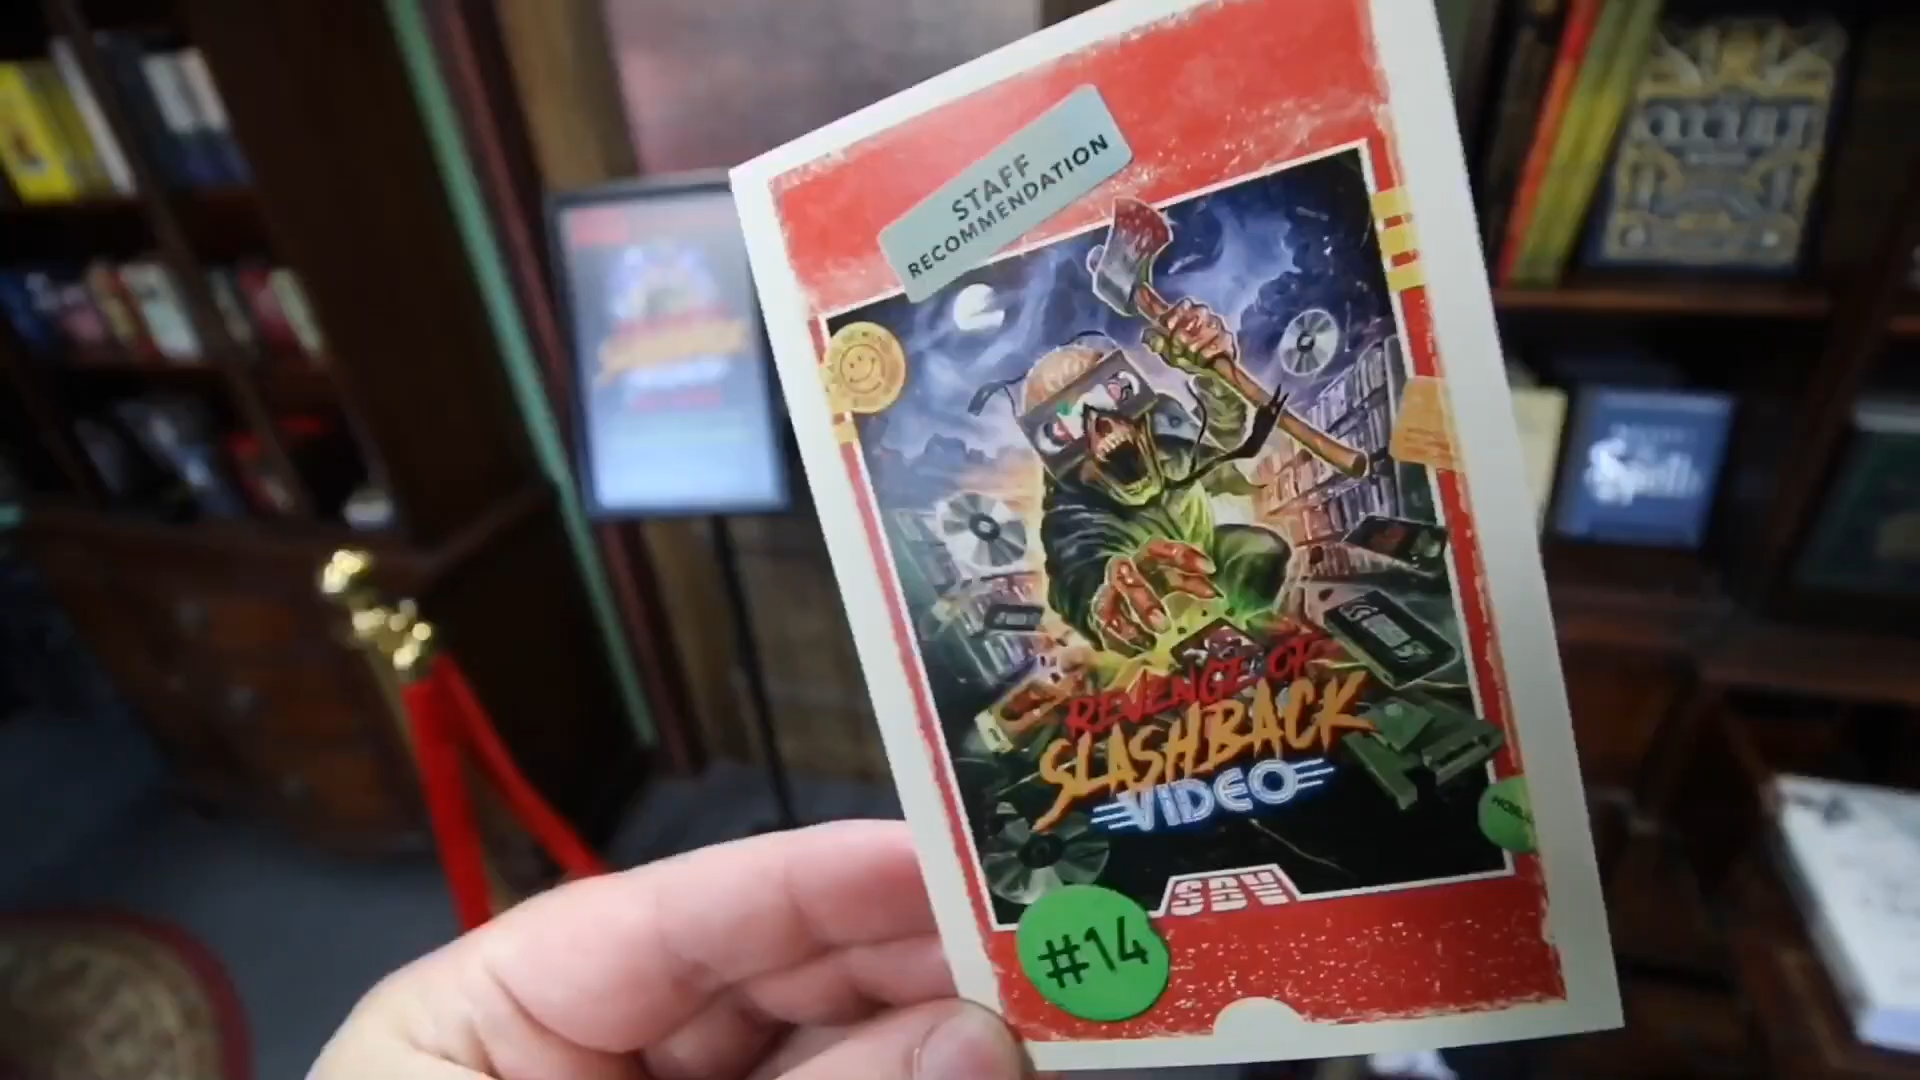 STAFF
RECOMMENDATION
REVENGE OF
SLASHBACK
VIDEO
SBV
#14